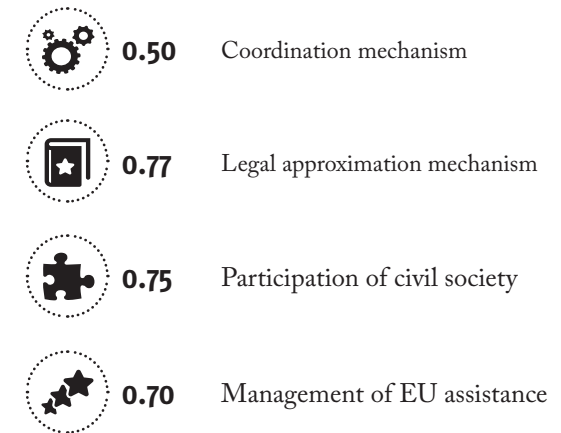 0.50 Coordination mechanism
0.77 Legal approximation mechanism
0.75 Participation of civil society
0.70 Management of EU assistance